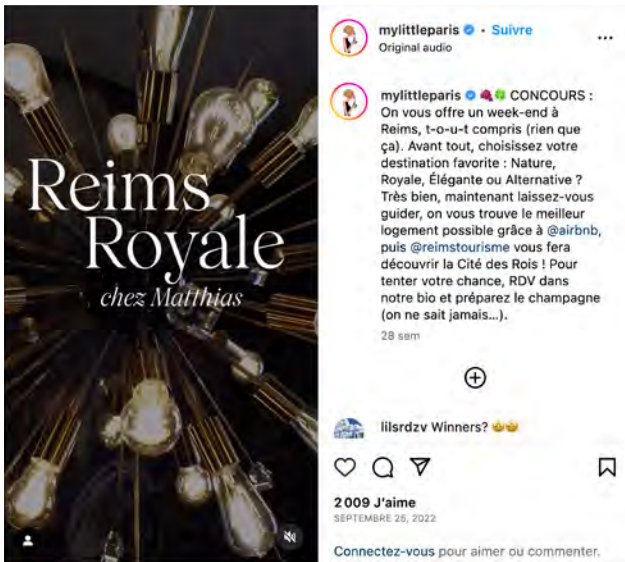 Reims
Royale
chez Matthias
mylittleparis • Suivre
Original audio
...
mylittleparis CONCOURS :
On vous offre un week-end à
Reims, t-o-u-t compris (rien que
ça). Avant tout, choisissez votre
destination favorite : Nature,
Royale, Élégante ou Alternative ?
Très bien, maintenant laissez-vous
guider, on vous trouve le meilleur
logement possible grâce à @airbnb,
puis @reimstourisme vous fera
découvrir la Cité des Rois ! Pour
tenter votre chance, RDV dans
notre bio et préparez le champagne
(on ne sait jamais...).
28 sem
lilsrdzv Winners? 🤩🤩
2 009 J'aime
SEPTEMBRE 25, 2022
Connectez-vous pour aimer ou commenter.